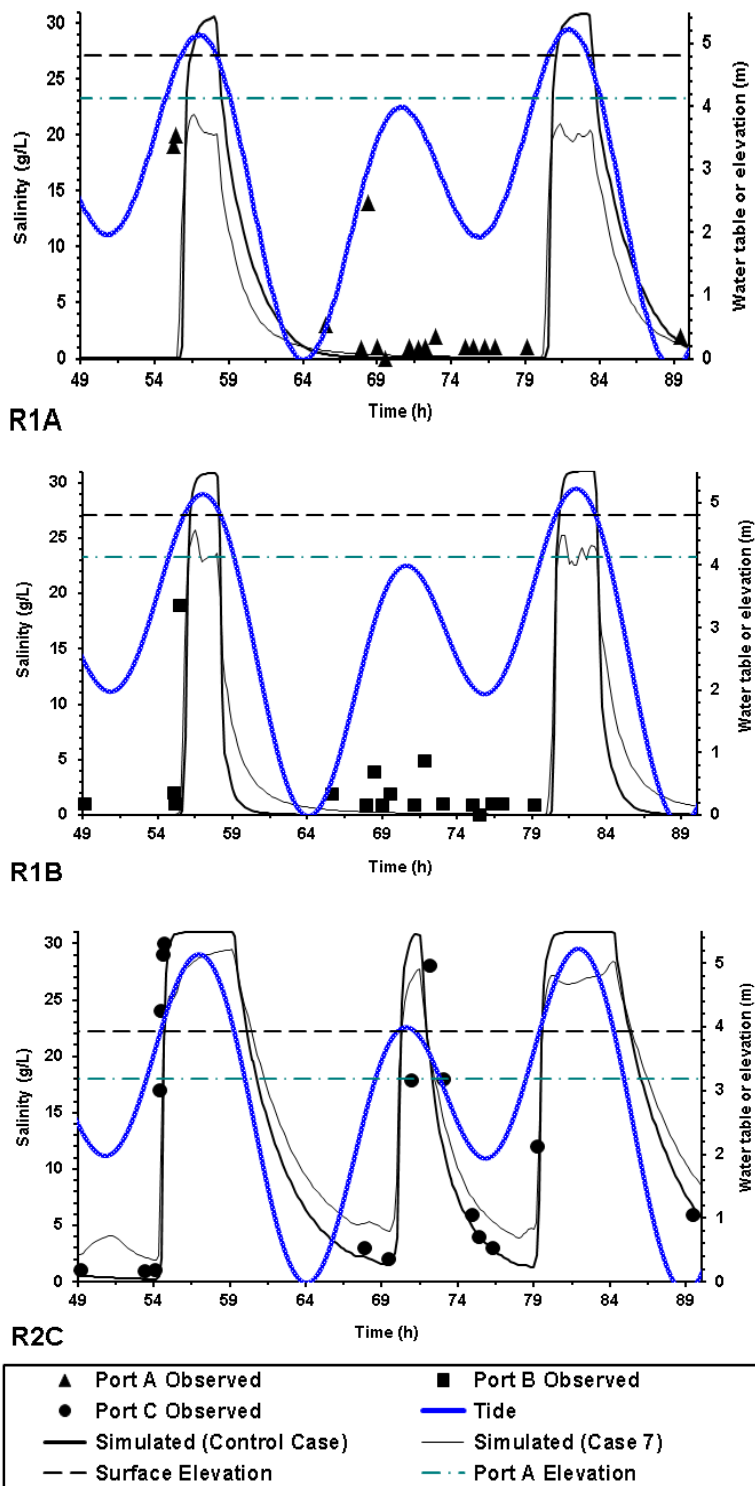 30
25
20
15
10
5
0
Salinity (g/L)
5
4
3
2
1
0
Water table or elevation (m)
49 54 59 64 69 74 79 84 89
Time (h)
R1A
30
25
20
15
10
5
0
Salinity (g/L)
5
4
3
2
1
0
Water table or elevation (m)
49 54 59 64 69 74 79 84 89
Time (h)
R1B
30
25
20
15
10
5
0
Salinity (g/L)
5
4
3
2
1
0
Water table or elevation (m)
49 54 59 64 69 74 79 84 89
Time (h)
R2C
Port A Observed Port B Observed
Port C Observed Tide
Simulated (Control Case) Simulated (Case 7)
Surface Elevation Port A Elevation